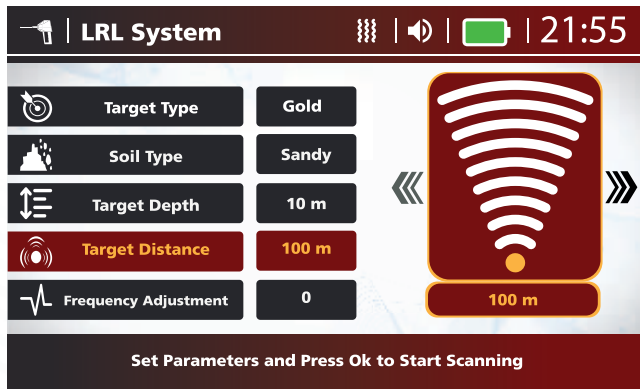 LRL System
21:55
Target Type
Gold
Soil Type
Sandy
Target Depth
10 m
Target Distance
100 m
Frequency Adjustment
0
100 m
Set Parameters and Press Ok to Start Scanning